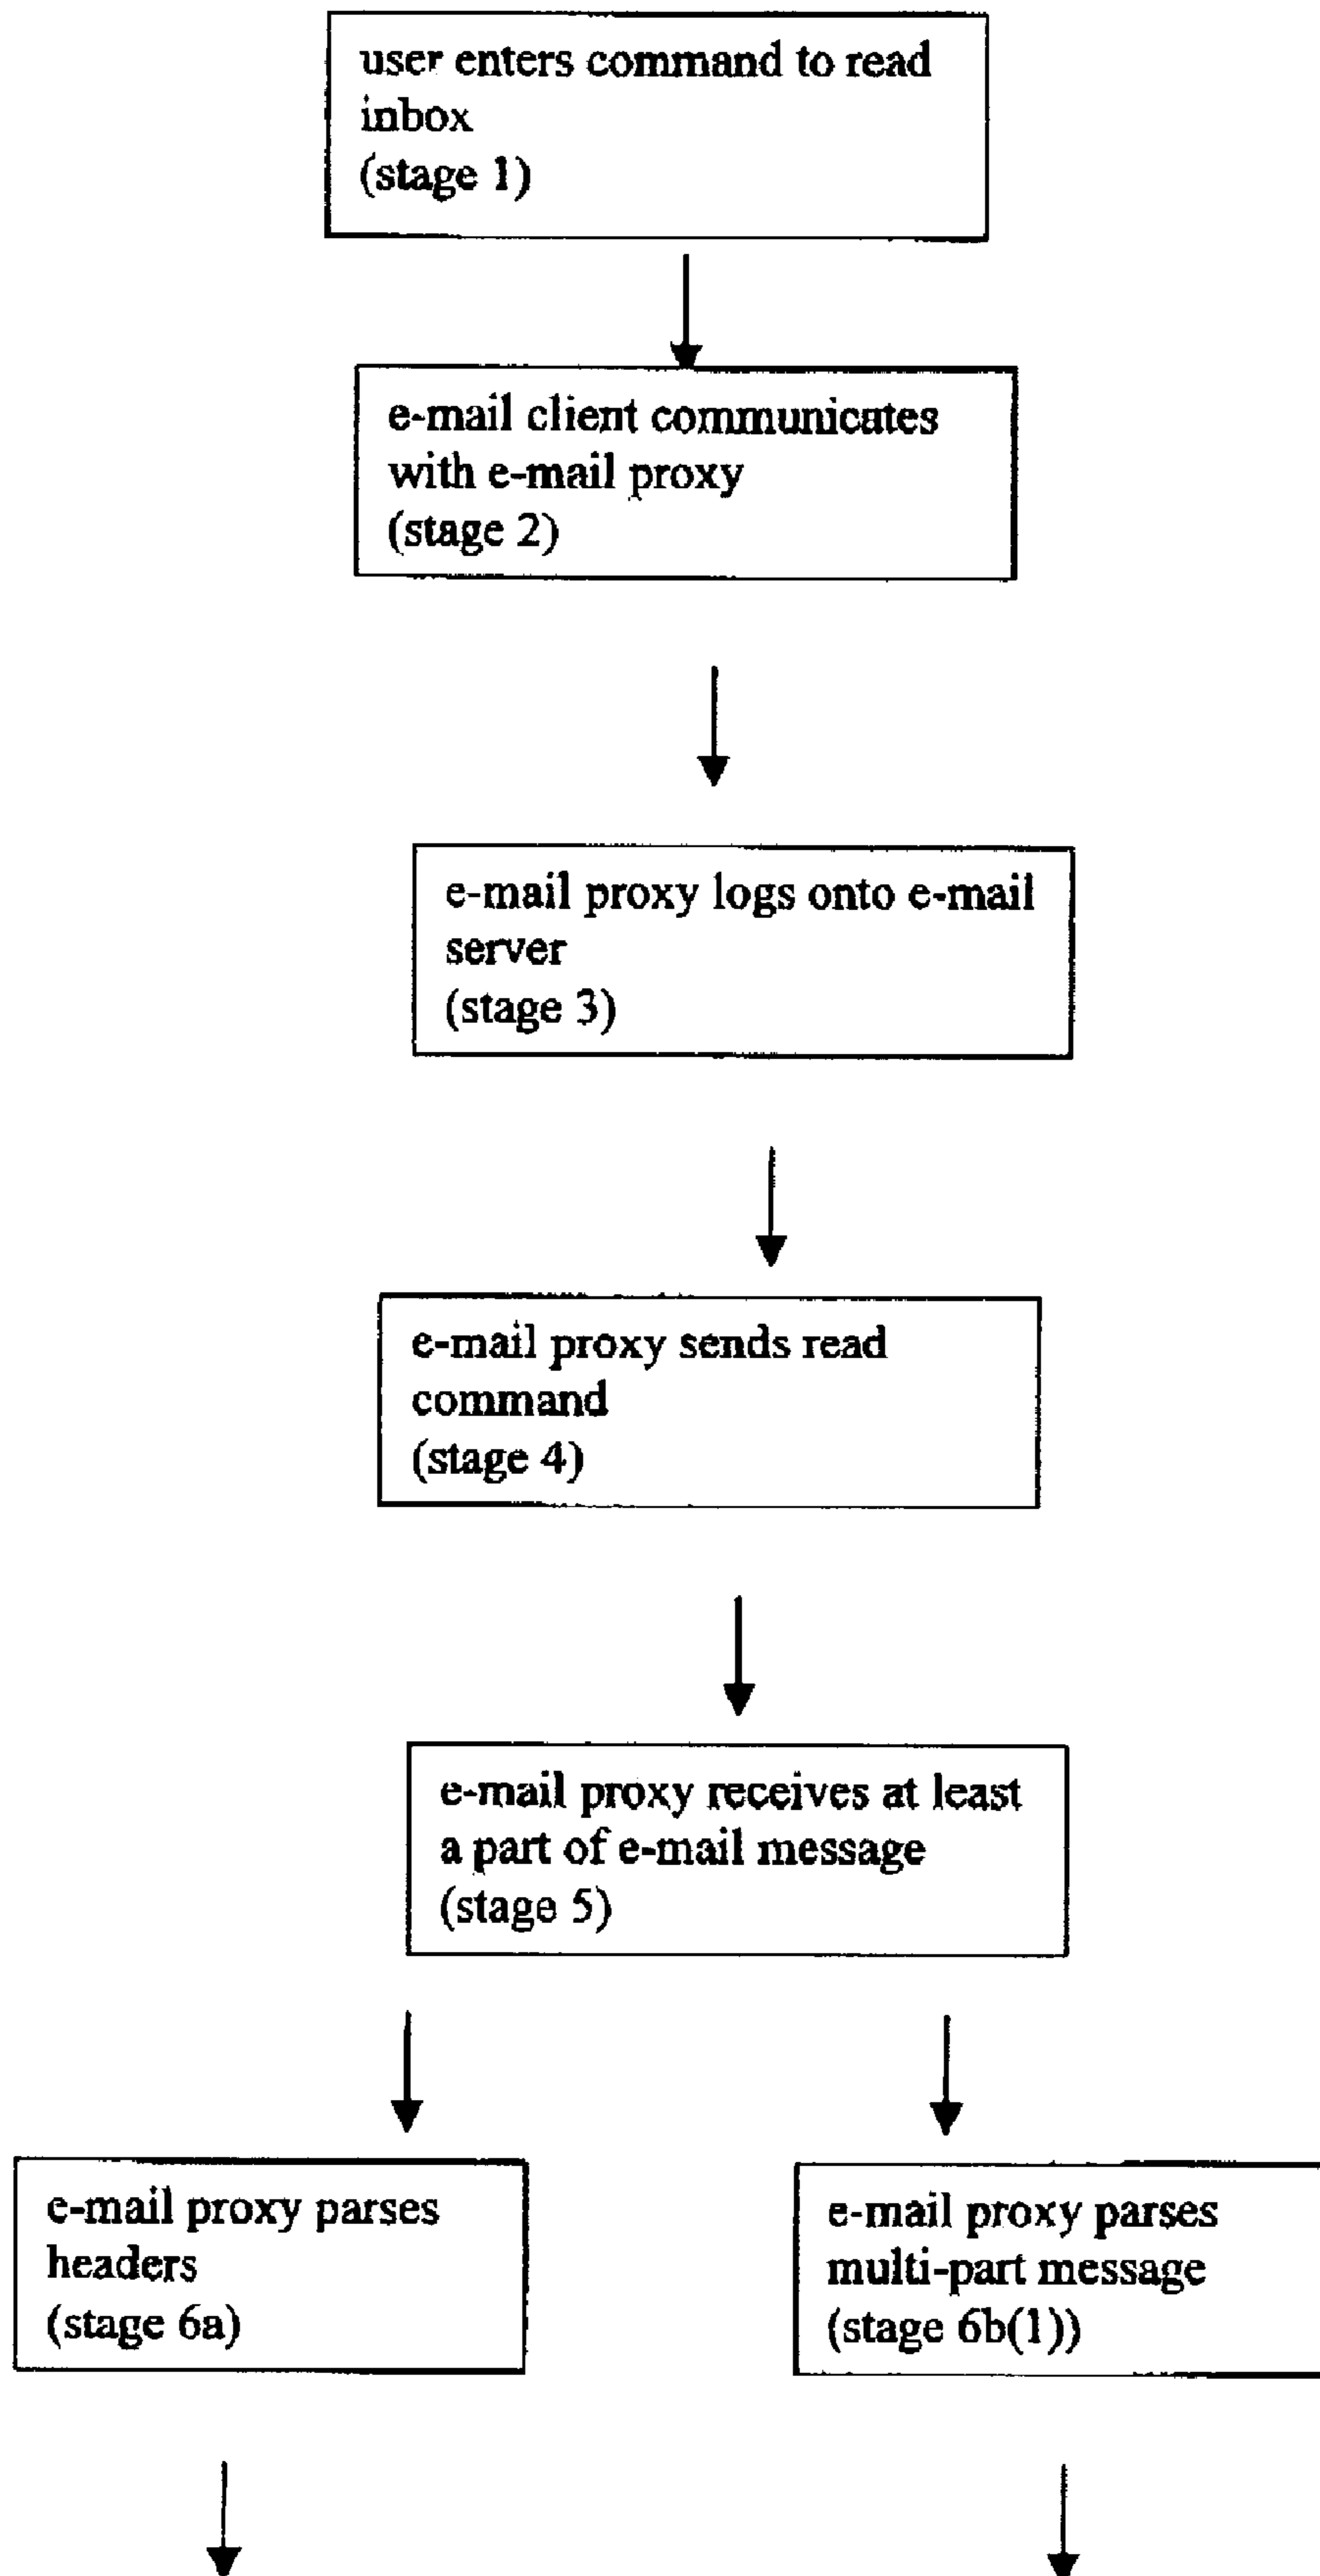 user enters command to read
inbox
(stage 1)
e-mail client communicates
with e-mail proxy
(stage 2)
e-mail proxy logs onto e-mail
server
(stage 3)
e-mail proxy sends read
command
(stage 4)
e-mail proxy receives at least
a part of e-mail message
(stage 5)
e-mail proxy parses
headers
(stage 6a)
e-mail proxy parses
multi-part message
(stage 6b(1))